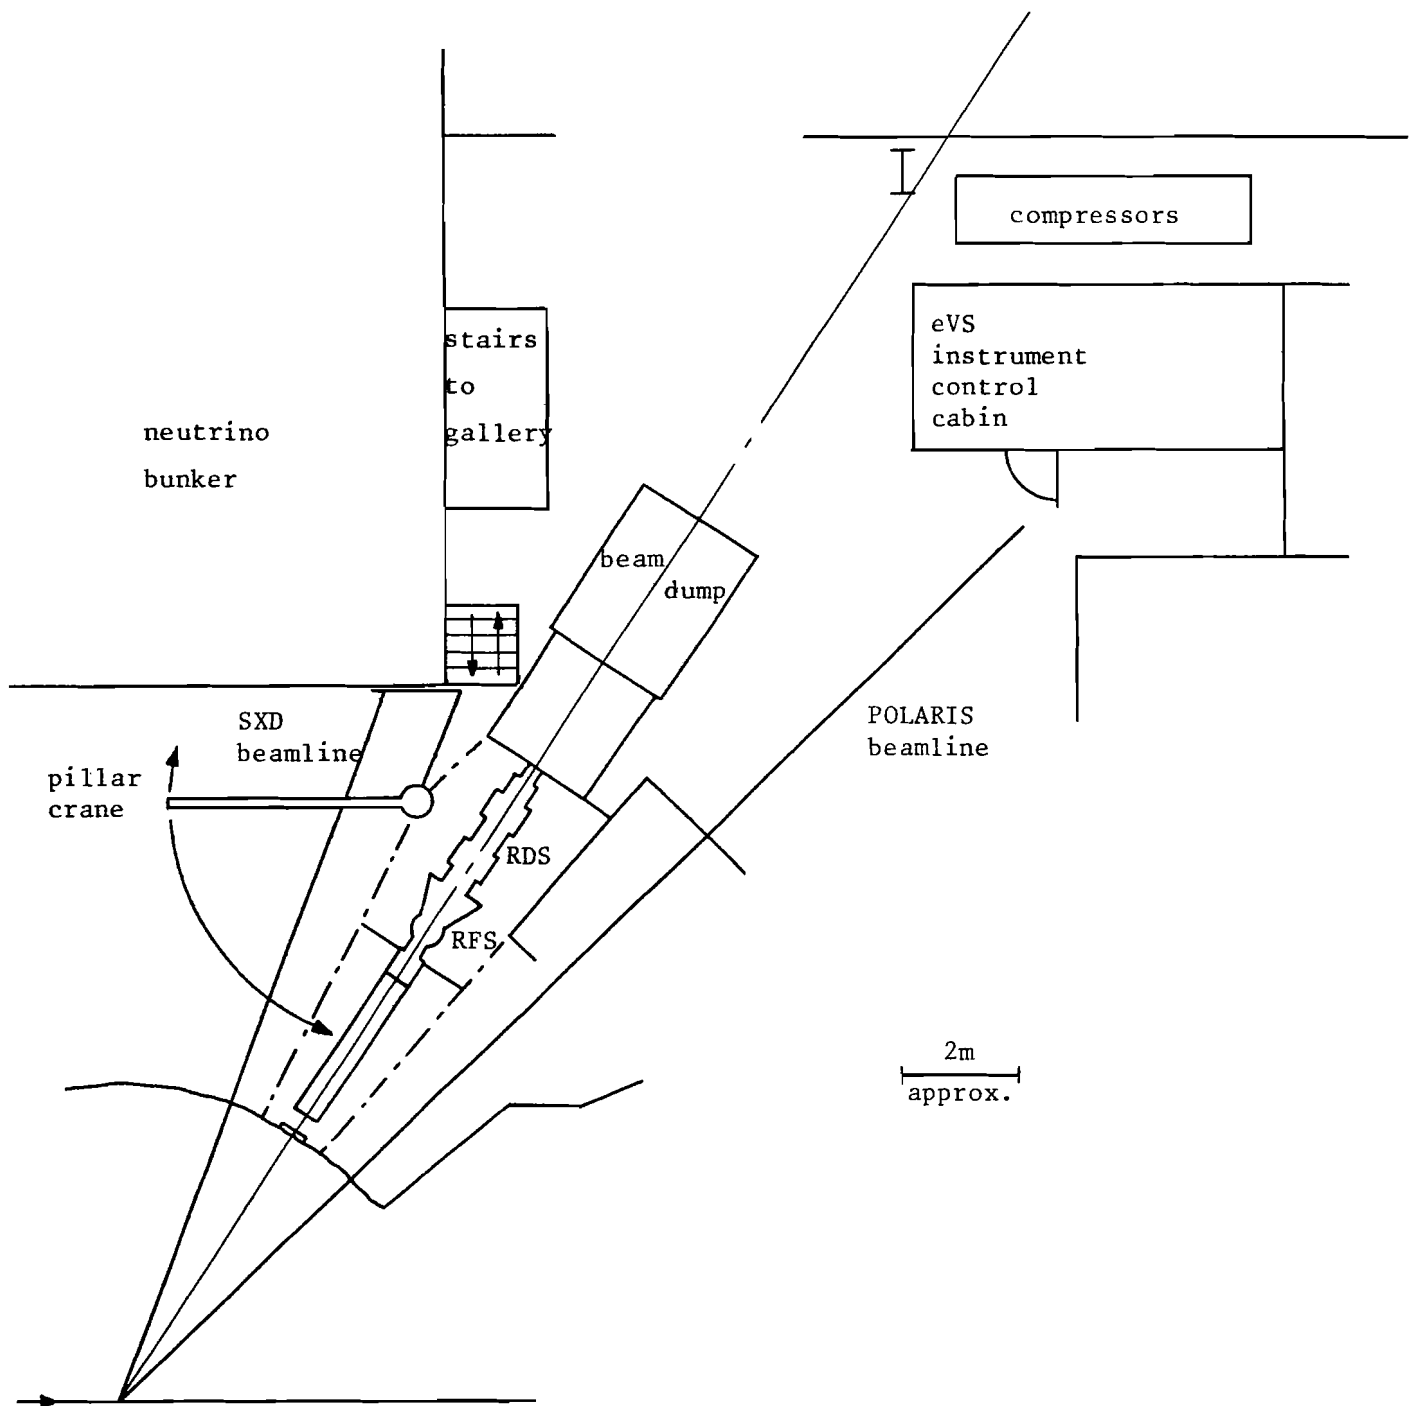 compressors
eVS
instrument
control
cabin
stairs
to
gallery
neutrino
bunker
beam
dump
SXD
beamline
POLARIS
beamline
pillar
crane
RDS
RFS
2m
approx.